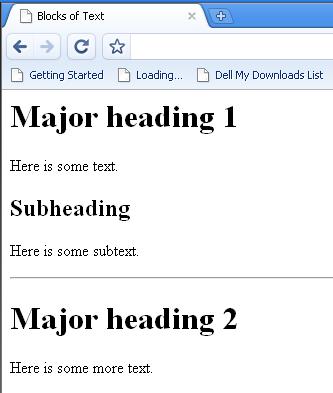 Blocks of Text
Getting Started Loading... Dell My Downloads List
Major heading 1
Here is some text.
Subheading
Here is some subtext.
Major heading 2
Here is some more text.